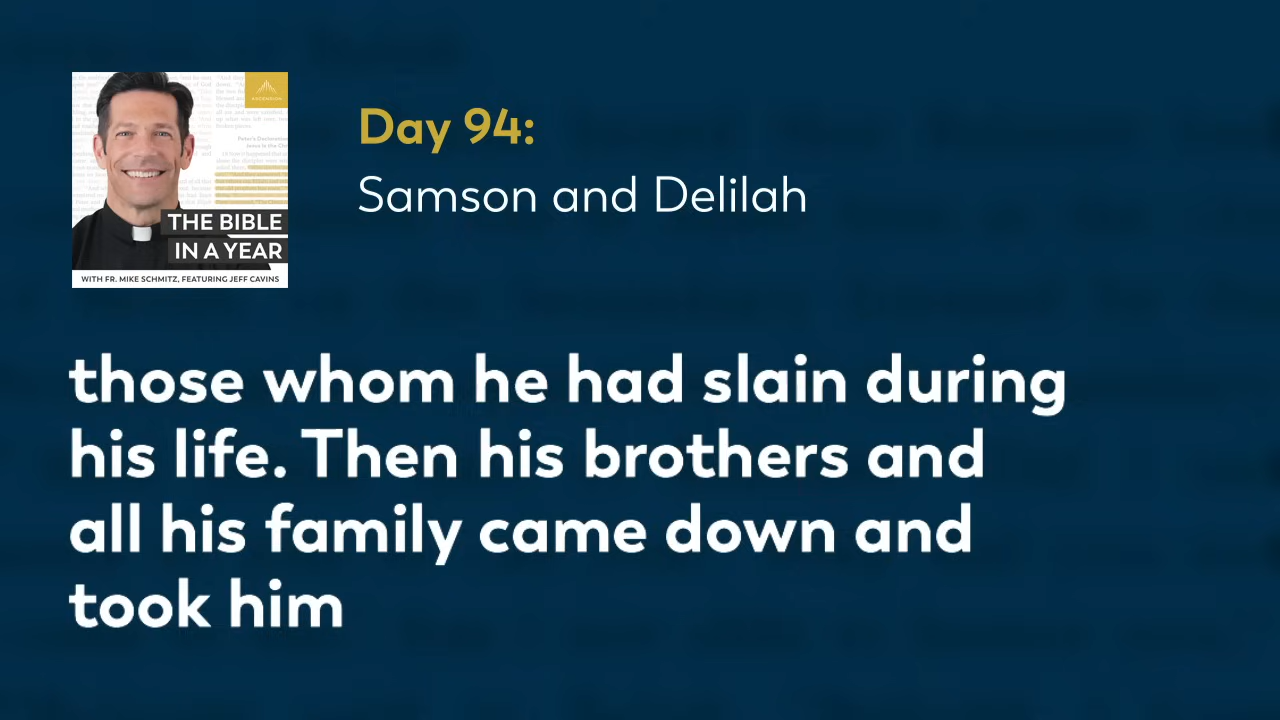 ASCENSION
THE BIBLE
IN A YEAR
WITH FR. MIKE SCHMITZ, FEATURING JEFF CAVINS
Day 94:
Samson and Delilah
those whom he had slain during
his life. Then his brothers and
all his family came down and
took him